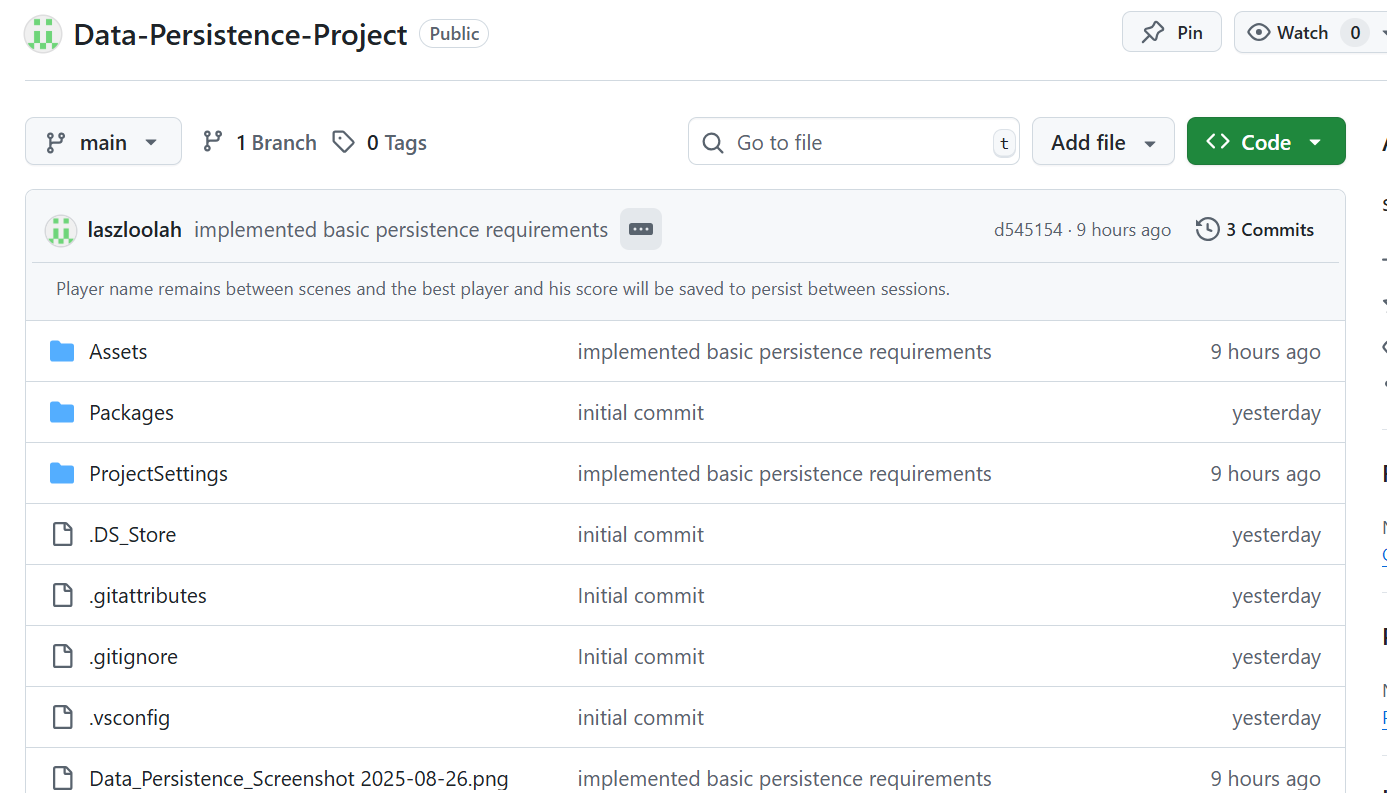 Data-Persistence-Project Public Pin Watch 0
main 1 Branch 0 Tags Go to file t Add file Code
laszloolah implemented basic persistence requirements d545154 · 9 hours ago 3 Commits
Player name remains between scenes and the best player and his score will be saved to persist between sessions.
Assets implemented basic persistence requirements 9 hours ago
Packages initial commit yesterday
ProjectSettings implemented basic persistence requirements 9 hours ago
.DS_Store initial commit yesterday
.gitattributes Initial commit yesterday
.gitignore Initial commit yesterday
.vsconfig initial commit yesterday
Data_Persistence_Screenshot 2025-08-26.png implemented basic persistence requirements 9 hours ago